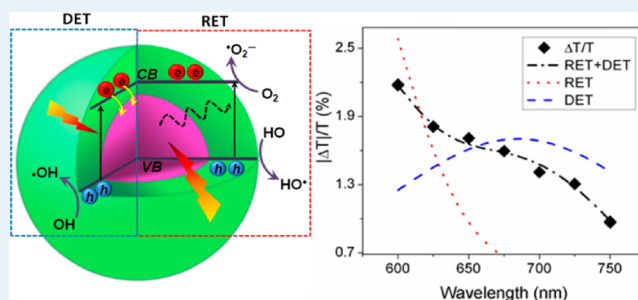 DET RET
•O₂⁻
e e CB e e
O₂
HO
•OH VB
h h h h
OH HO•
2.5
1.9
1.3
0.7
|ΔT|/T (%)
ΔT/T
RET+DET
RET
DET
600 650 700 750
Wavelength (nm)